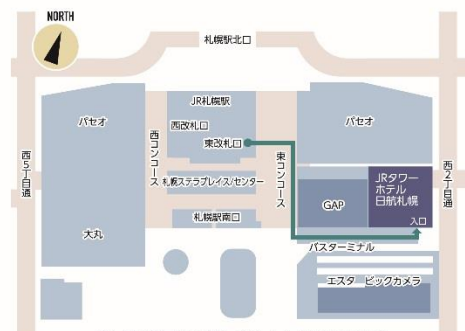 NORTH
札幌駅北口
JR札幌駅
パセオ
西改札口
東改札口
パセオ
西コンコース
東コンコース
西5丁目通
西2丁目通
札幌ステラプレイス/センター
JRタワー
ホテル
日航札幌
入口
GAP
札幌駅南口
大丸
バスターミナル
エスタ ビックカメラ